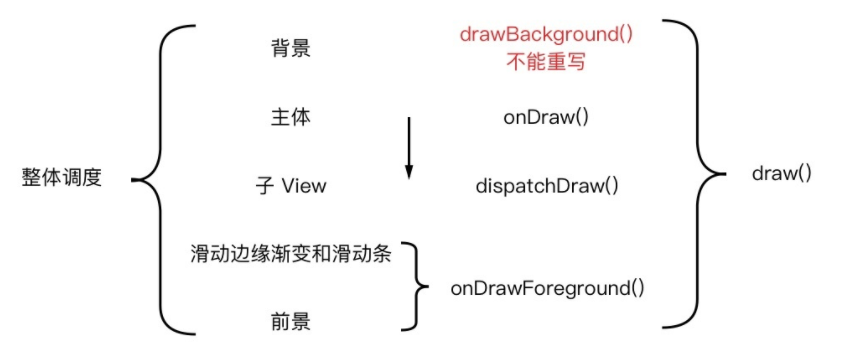 背景
drawBackground()
不能重写
主体
onDraw()
整体调度
子 View
dispatchDraw()
draw()
滑动边缘渐变和滑动条
onDrawForeground()
前景